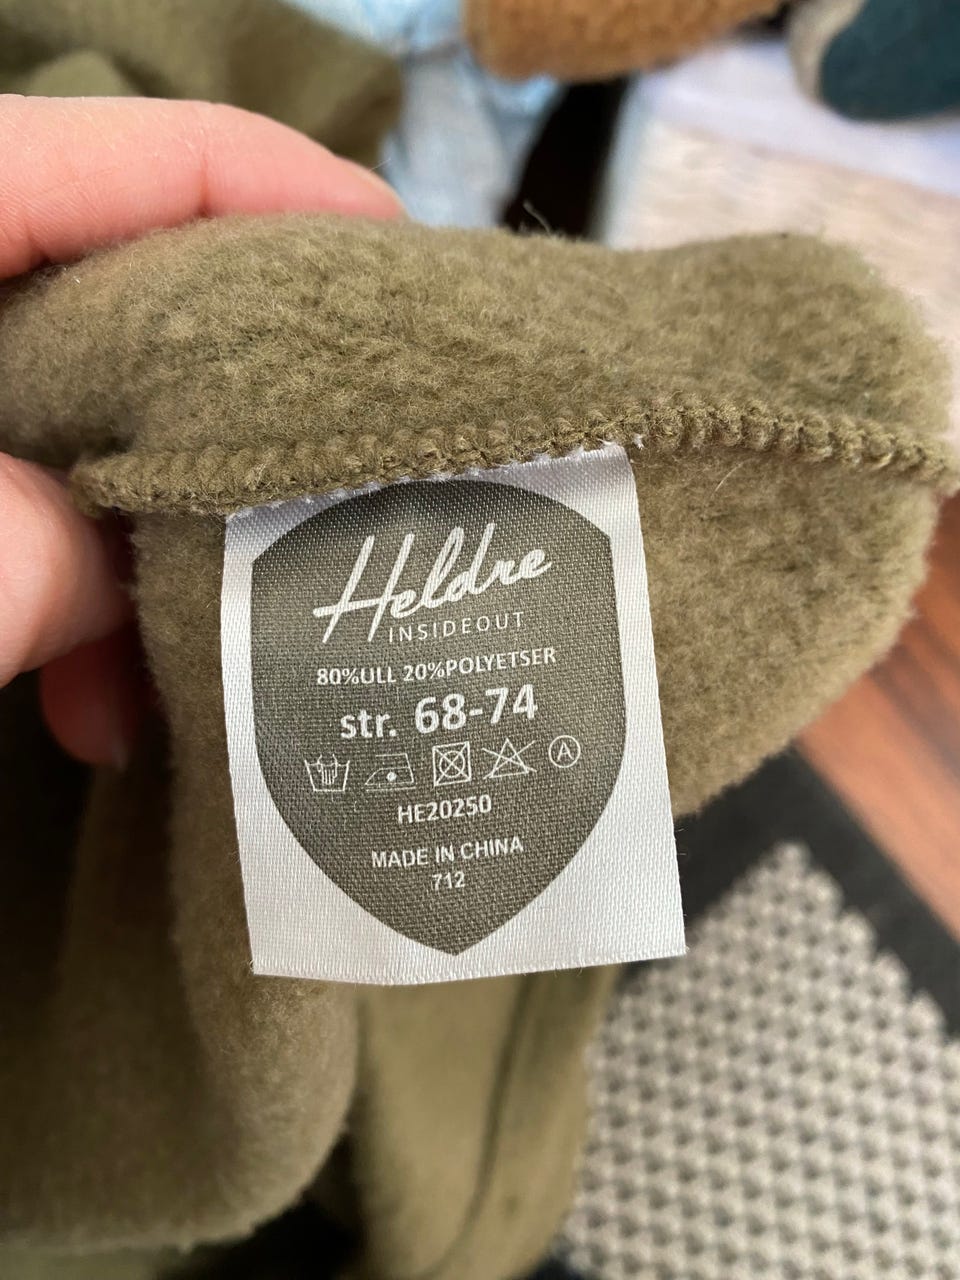 Heldre
INSIDEOUT
80%ULL 20%POLYETSER
str. 68-74
A
HE20250
MADE IN CHINA
712